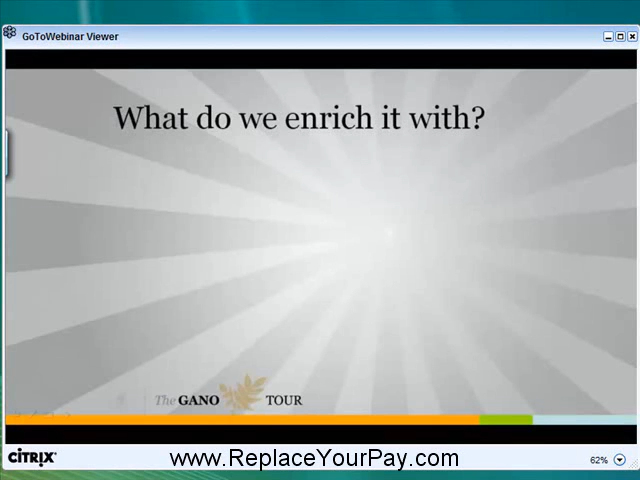 GoToWebinar Viewer
What do we enrich it with?
The GANO TOUR
CITRIX
www.ReplaceYourPay.com
62%